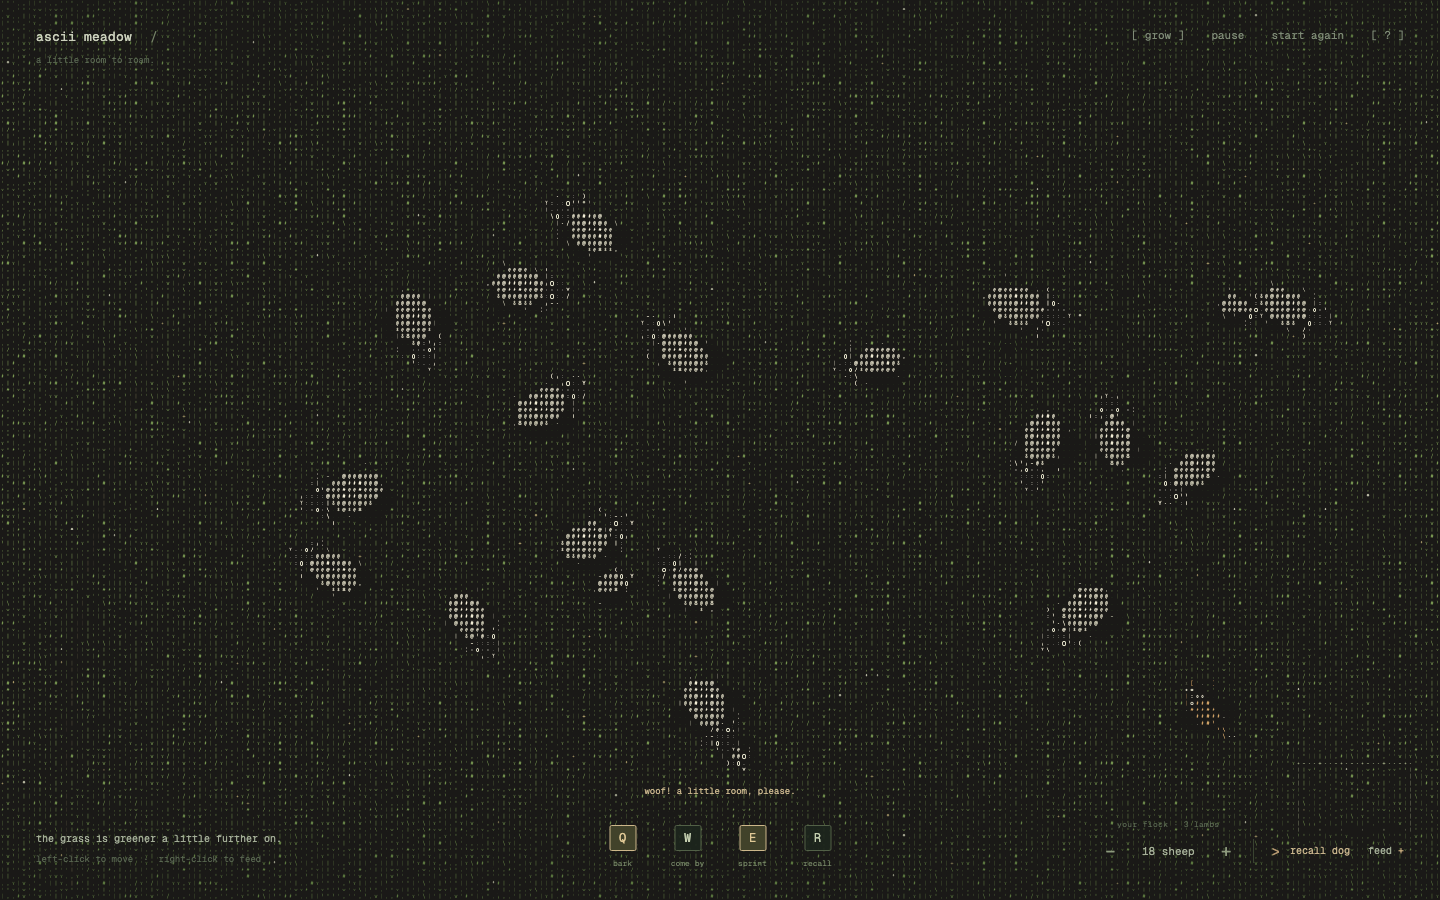 ascii meadow /
[ grow ] pause start again [ ? ]
a little room to roam
woof! a little room, please.
Q W E R
bark come by sprint recall
the grass is greener a little further on.
left-click to move · right-click to feed
your flock · 3 lambs
− 18 sheep + > recall dog feed +